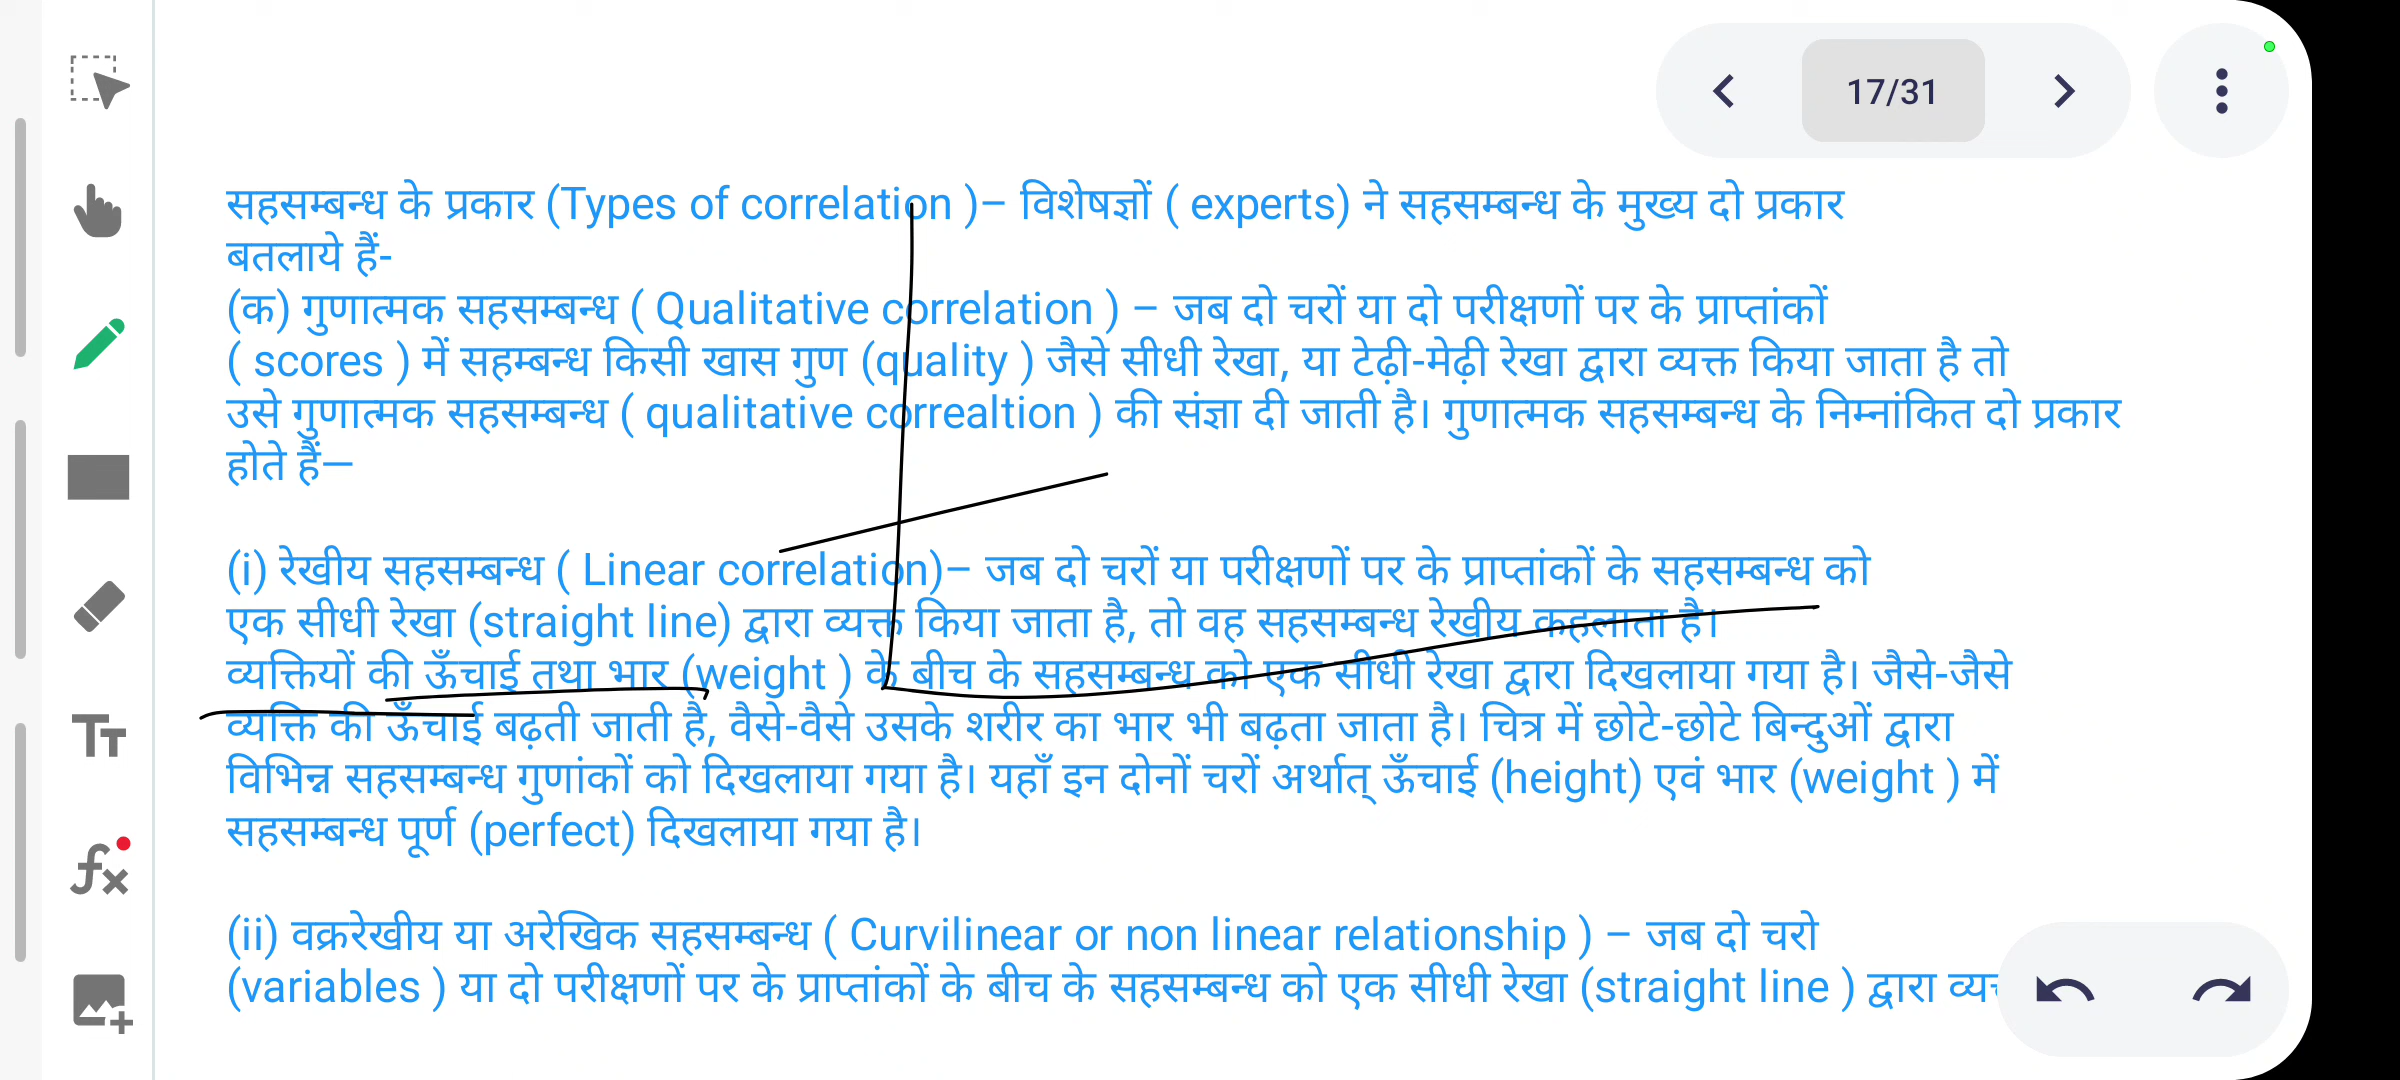 17/31
सहसम्बन्ध के प्रकार (Types of correlation )– विशेषज्ञों ( experts) ने सहसम्बन्ध के मुख्य दो प्रकार
बतलाये हैं-
(क) गुणात्मक सहसम्बन्ध ( Qualitative correlation ) – जब दो चरों या दो परीक्षणों पर के प्राप्तांकों
( scores ) में सहम्बन्ध किसी खास गुण (quality ) जैसे सीधी रेखा, या टेढ़ी-मेढ़ी रेखा द्वारा व्यक्त किया जाता है तो
उसे गुणात्मक सहसम्बन्ध ( qualitative correaltion ) की संज्ञा दी जाती है। गुणात्मक सहसम्बन्ध के निम्नांकित दो प्रकार
होते हैं—
(i) रेखीय सहसम्बन्ध ( Linear correlation)– जब दो चरों या परीक्षणों पर के प्राप्तांकों के सहसम्बन्ध को
एक सीधी रेखा (straight line) द्वारा व्यक्त किया जाता है, तो वह सहसम्बन्ध रेखीय कहलाता है।
व्यक्तियों की ऊँचाई तथा भार (weight ) के बीच के सहसम्बन्ध को एक सीधी रेखा द्वारा दिखलाया गया है। जैसे-जैसे
व्यक्ति की ऊँचाई बढ़ती जाती है, वैसे-वैसे उसके शरीर का भार भी बढ़ता जाता है। चित्र में छोटे-छोटे बिन्दुओं द्वारा
विभिन्न सहसम्बन्ध गुणांकों को दिखलाया गया है। यहाँ इन दोनों चरों अर्थात् ऊँचाई (height) एवं भार (weight ) में
सहसम्बन्ध पूर्ण (perfect) दिखलाया गया है।
(ii) वक्ररेखीय या अरेखिक सहसम्बन्ध ( Curvilinear or non linear relationship ) – जब दो चरो
(variables ) या दो परीक्षणों पर के प्राप्तांकों के बीच के सहसम्बन्ध को एक सीधी रेखा (straight line ) द्वारा